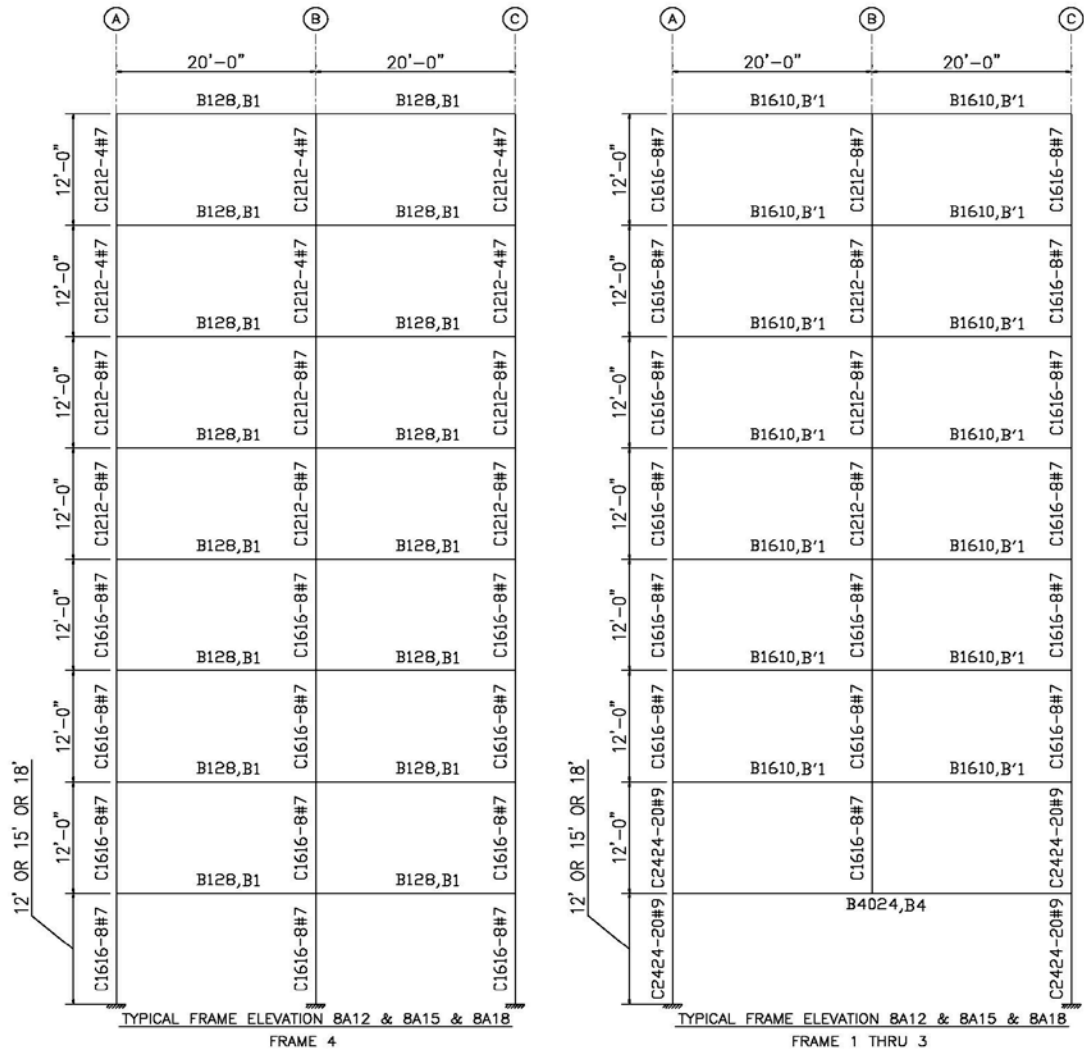 A B C
20'-0" 20'-0"
B128,B1 B128,B1
12'-0" C1212-4#7 C1212-4#7 C1212-4#7
B128,B1 B128,B1
12'-0" C1212-4#7 C1212-4#7 C1212-4#7
B128,B1 B128,B1
12'-0" C1212-8#7 C1212-8#7 C1212-8#7
B128,B1 B128,B1
12'-0" C1212-8#7 C1212-8#7 C1212-8#7
B128,B1 B128,B1
12'-0" C1616-8#7 C1616-8#7 C1616-8#7
B128,B1 B128,B1
12'-0" C1616-8#7 C1616-8#7 C1616-8#7
B128,B1 B128,B1
12'-0" C1616-8#7 C1616-8#7 C1616-8#7
B128,B1 B128,B1
12' OR 15' OR 18' C1616-8#7 C1616-8#7 C1616-8#7
TYPICAL FRAME ELEVATION 8A12 & 8A15 & 8A18
FRAME 4
A B C
20'-0" 20'-0"
B1610,B'1 B1610,B'1
12'-0" C1616-8#7 C1212-8#7 C1616-8#7
B1610,B'1 B1610,B'1
12'-0" C1616-8#7 C1212-8#7 C1616-8#7
B1610,B'1 B1610,B'1
12'-0" C1616-8#7 C1212-8#7 C1616-8#7
B1610,B'1 B1610,B'1
12'-0" C1616-8#7 C1212-8#7 C1616-8#7
B1610,B'1 B1610,B'1
12'-0" C1616-8#7 C1616-8#7 C1616-8#7
B1610,B'1 B1610,B'1
12'-0" C1616-8#7 C1616-8#7 C1616-8#7
B1610,B'1 B1610,B'1
12'-0" C2424-20#9 C1616-8#7 C2424-20#9
B4024,B4
12' OR 15' OR 18' C2424-20#9 C2424-20#9
TYPICAL FRAME ELEVATION 8A12 & 8A15 & 8A18
FRAME 1 THRU 3